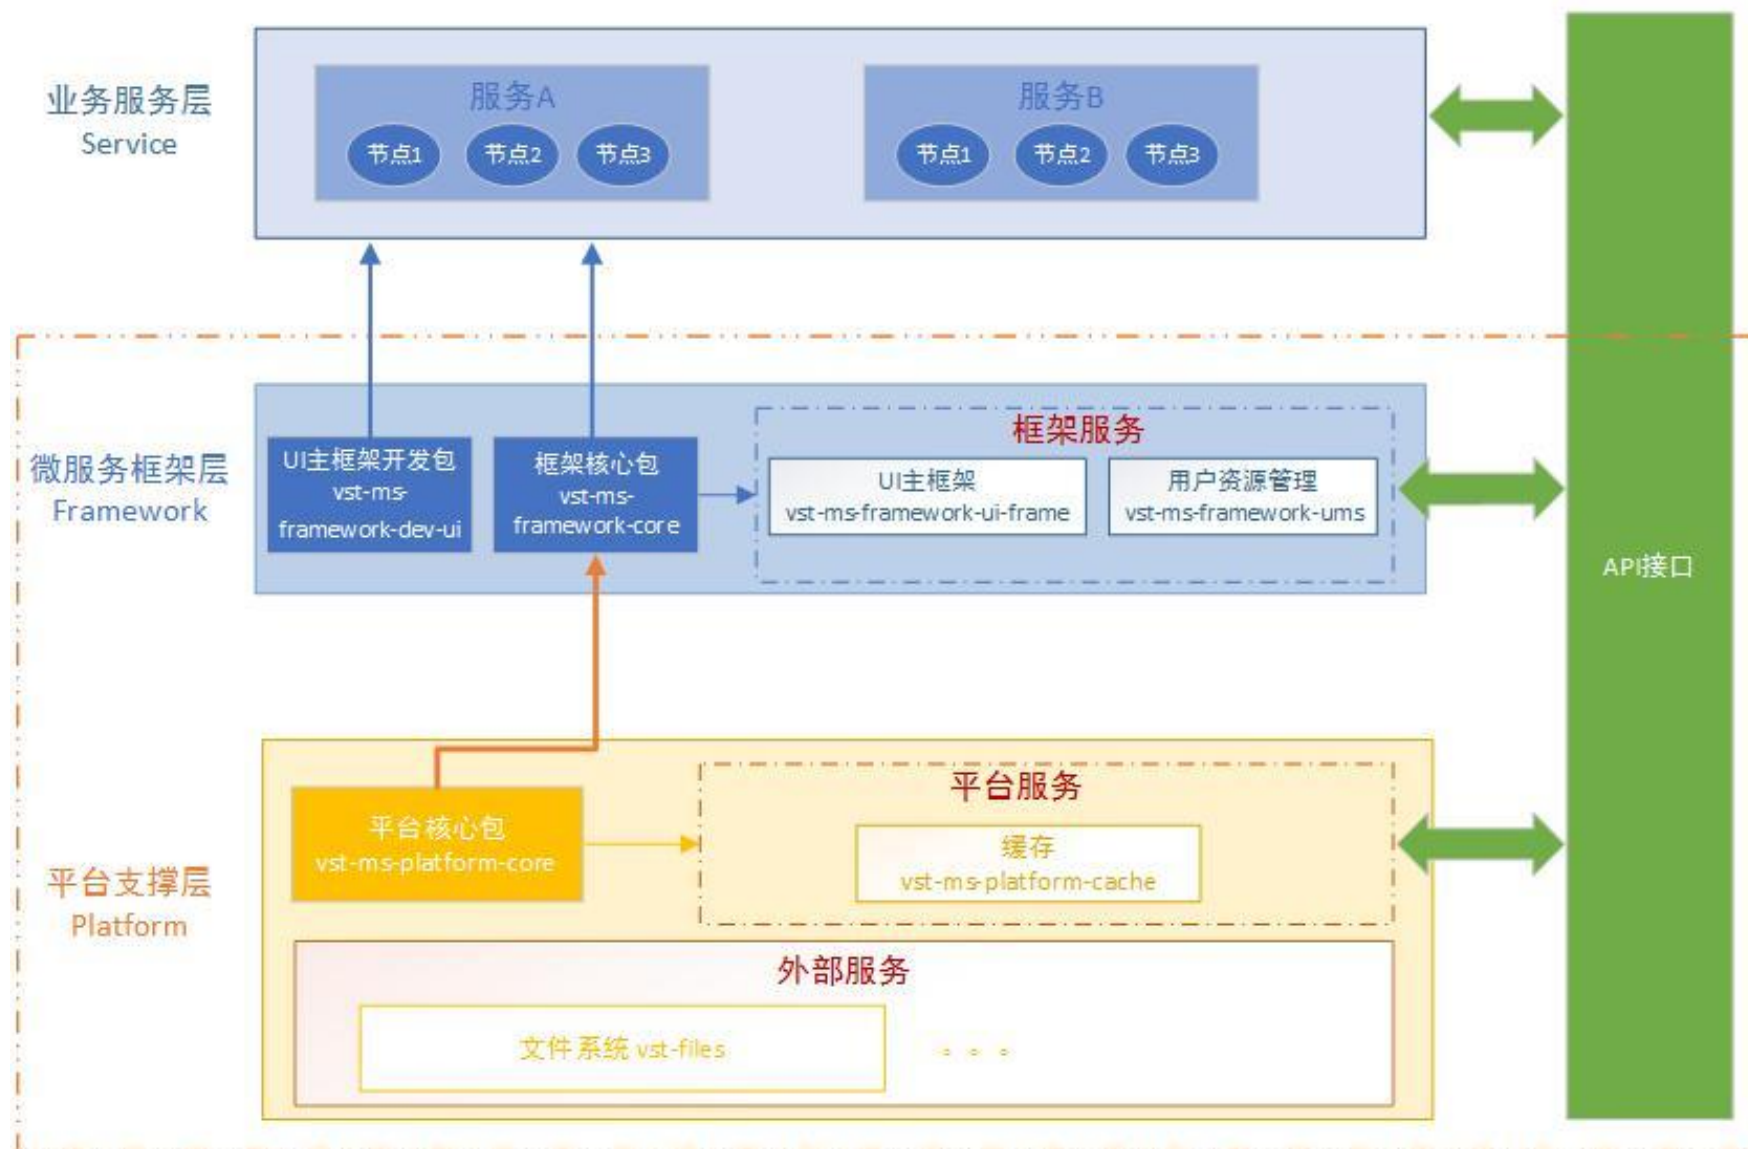 业务服务层
Service
服务A
节点1
节点2
节点3
服务B
节点1
节点2
节点3
微服务框架层
Framework
UI主框架开发包
vst-ms-
framework-dev-ui
框架核心包
vst-ms-
framework-core
框架服务
UI主框架
vst-ms-framework-ui-frame
用户资源管理
vst-ms-framework-ums
API接口
平台支撑层
Platform
平台核心包
vst-ms-platform-core
平台服务
缓存
vst-ms-platform-cache
外部服务
文件系统 vst-files
。。。